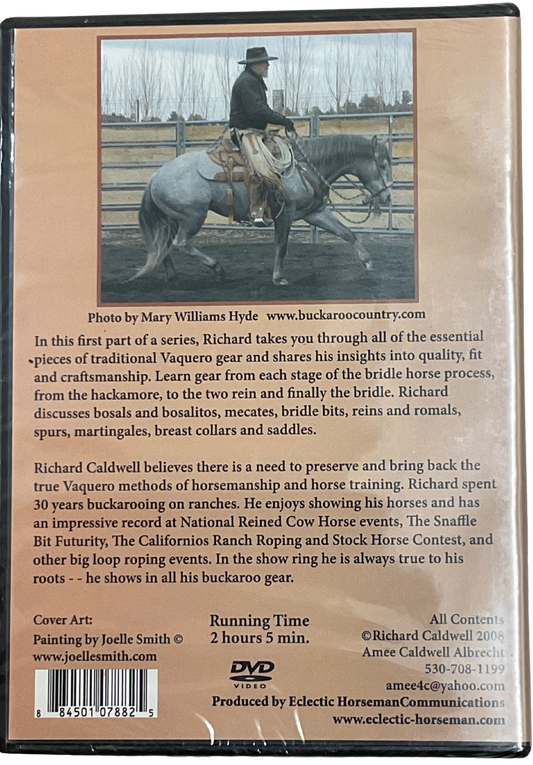 Photo by Mary Williams Hyde www.buckaroocountry.com
In this first part of a series, Richard takes you through all of the essential
pieces of traditional Vaquero gear and shares his insights into quality, fit
and craftsmanship. Learn gear from each stage of the bridle horse process,
from the hackamore, to the two rein and finally the bridle. Richard
discusses bosals and bosalitos, mecates, bridle bits, reins and romals,
spurs, martingales, breast collars and saddles.
Richard Caldwell believes there is a need to preserve and bring back the
true Vaquero methods of horsemanship and horse training. Richard spent
30 years buckarooing on ranches. He enjoys showing his horses and has
an impressive record at National Reined Cow Horse events, The Snaffle
Bit Futurity, The Californios Ranch Roping and Stock Horse Contest, and
other big loop roping events. In the show ring he is always true to his
roots - - he shows in all his buckaroo gear.
Cover Art:
Painting by Joelle Smith ©
www.joellesmith.com
8 84501 07882 5
Running Time
2 hours 5 min.
DVD
VIDEO
All Contents
©Richard Caldwell 2008
Amee Caldwell Albrecht
530-708-1199
amee4c@yahoo.com
Produced by Eclectic HorsemanCommunications
www.eclectic-horseman.com